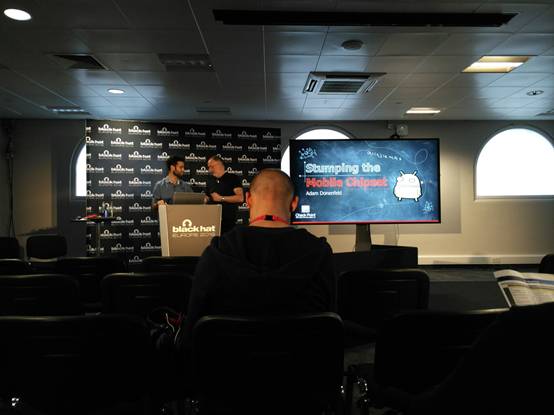 black hat
EUROPE 2016
Stumping the
Mobile Chipset
Adam Donenfeld
Check Point